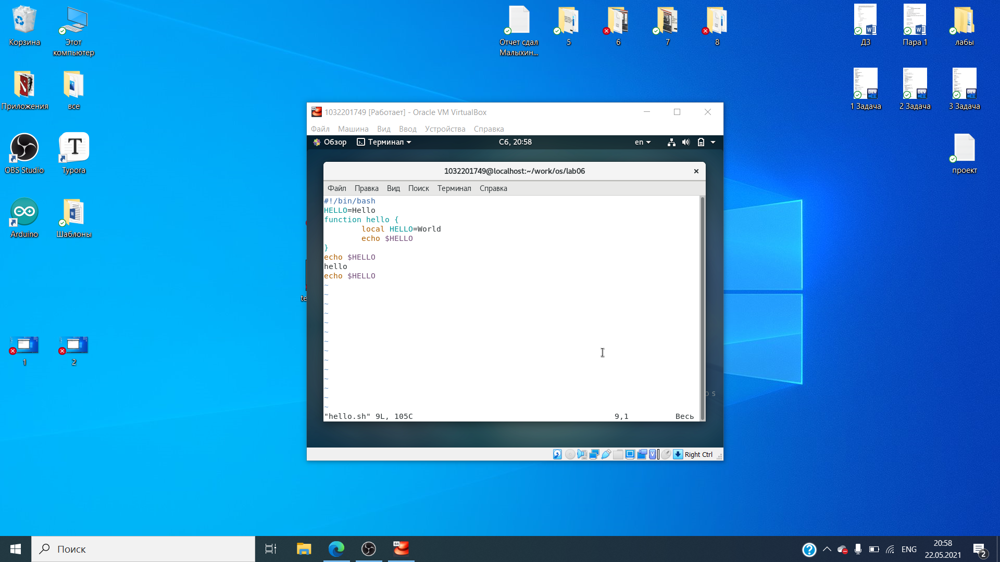 Корзина
Этот компьютер
Приложения
все
OBS Studio
Typora
Arduino
Шаблоны
1
2
Отчет сдал Малыхин...
5
6
7
8
ДЗ
Пара 1
лабы
1 Задача
2 Задача
3 Задача
проект
te
1032201749 [Работает] - Oracle VM VirtualBox
Файл Машина Вид Ввод Устройства Справка
Обзор Терминал Сб, 20:58 en
1032201749@localhost:~/work/os/lab06
Файл Правка Вид Поиск Терминал Справка
#!/bin/bash
HELLO=Hello
function hello {
        local HELLO=World
        echo $HELLO
}
echo $HELLO
hello
echo $HELLO
~
~
~
~
~
~
~
~
~
~
~
~
~
~
"hello.sh" 9L, 105C 9,1 Весь
Right Ctrl
Поиск
ENG
20:58
22.05.2021
2